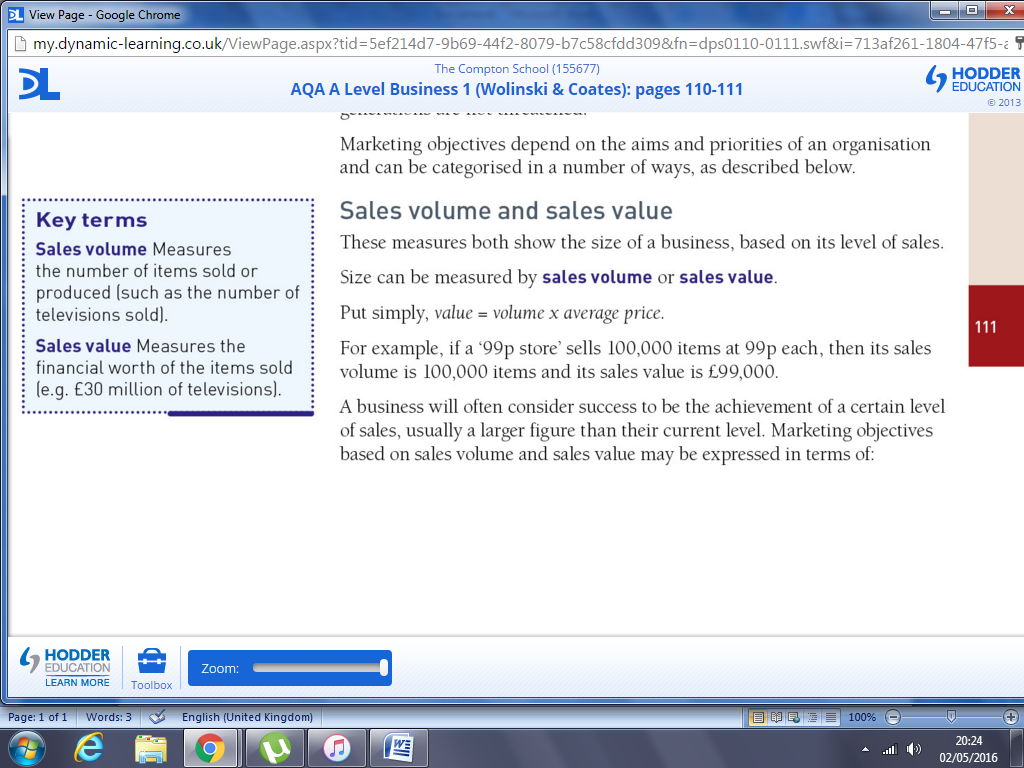 View Page - Google Chrome
my.dynamic-learning.co.uk/ViewPage.aspx?tid=5ef214d7-9b69-44f2-8079-b7c58cfdd309&fn=dps0110-0111.swf&i=713af261-1804-47f5-a
The Compton School (155677)
AQA A Level Business 1 (Wolinski & Coates): pages 110-111
HODDER
EDUCATION
© 2013
generations are not threatened.
Marketing objectives depend on the aims and priorities of an organisation
and can be categorised in a number of ways, as described below.
Key terms
Sales volume Measures
the number of items sold or
produced (such as the number of
televisions sold).
Sales value Measures the
financial worth of the items sold
(e.g. £30 million of televisions).
Sales volume and sales value
These measures both show the size of a business, based on its level of sales.
Size can be measured by sales volume or sales value.
Put simply, value = volume x average price.
For example, if a ‘99p store’ sells 100,000 items at 99p each, then its sales
volume is 100,000 items and its sales value is £99,000.
A business will often consider success to be the achievement of a certain level
of sales, usually a larger figure than their current level. Marketing objectives
based on sales volume and sales value may be expressed in terms of:
111
HODDER
EDUCATION
LEARN MORE
Toolbox
Zoom:
Page: 1 of 1
Words: 3
English (United Kingdom)
100%
20:24
02/05/2016